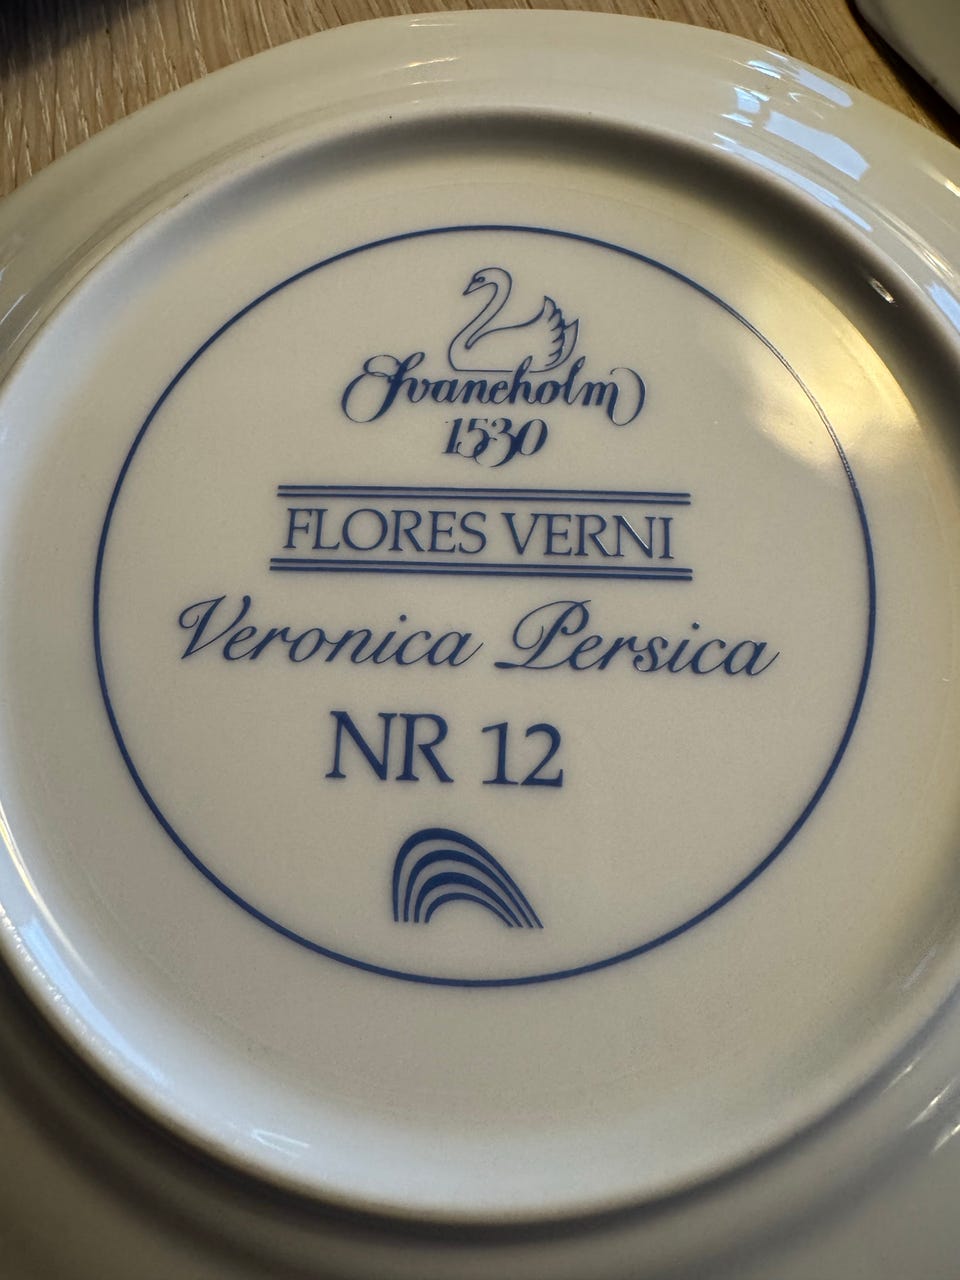 Svaneholm
1530
FLORES VERNI
Veronica Persica
NR 12